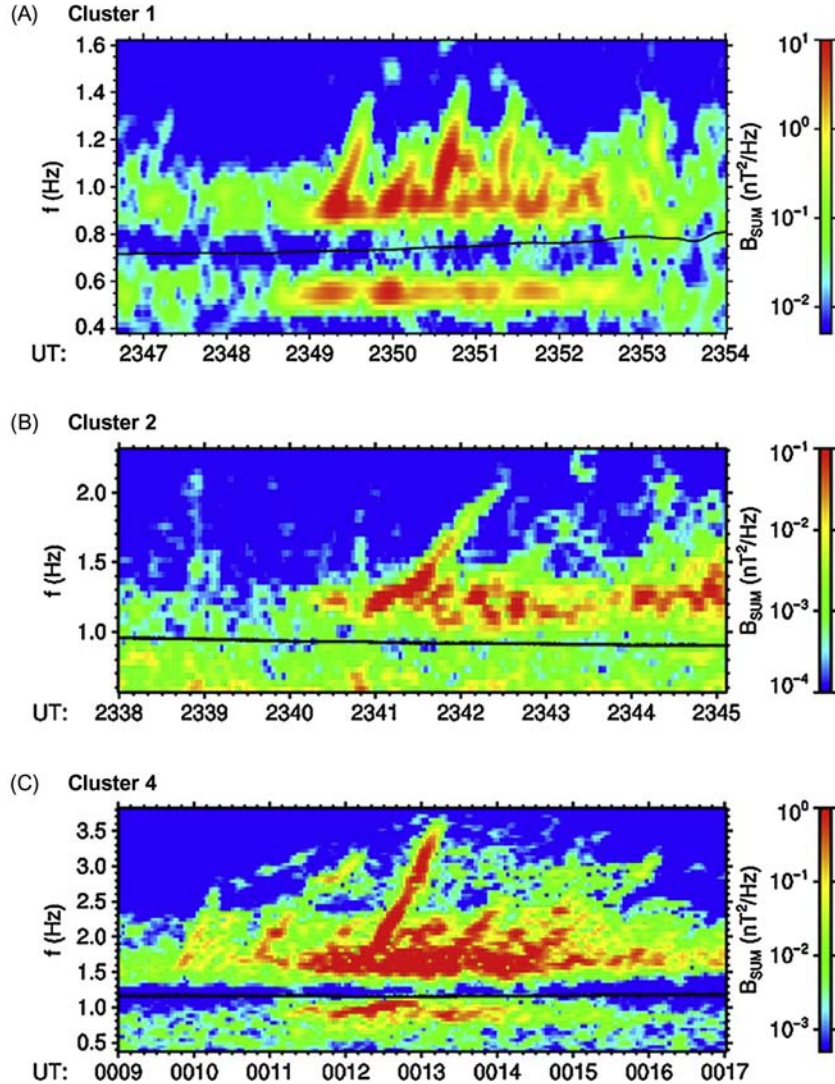 (A) Cluster 1
1.6
1.4
1.2
1.0
0.8
0.6
0.4
f (Hz)
10¹
10⁰
10⁻¹
10⁻²
B_SUM (nT²/Hz)
UT: 2347 2348 2349 2350 2351 2352 2353 2354
(B) Cluster 2
2.0
1.5
1.0
f (Hz)
10⁻¹
10⁻²
10⁻³
10⁻⁴
B_SUM (nT²/Hz)
UT: 2338 2339 2340 2341 2342 2343 2344 2345
(C) Cluster 4
3.5
3.0
2.5
2.0
1.5
1.0
0.5
f (Hz)
10⁰
10⁻¹
10⁻²
10⁻³
B_SUM (nT²/Hz)
UT: 0009 0010 0011 0012 0013 0014 0015 0016 0017